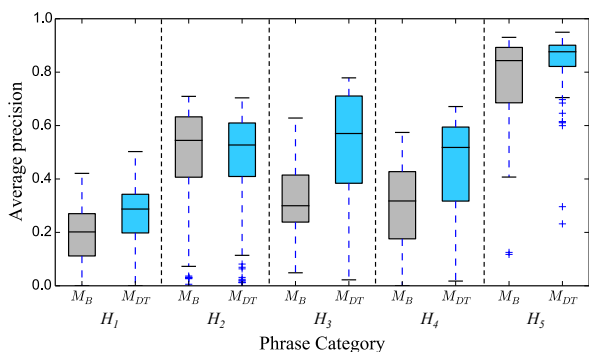 Average precision
1.0
0.8
0.6
0.4
0.2
0.0
M_B M_DT M_B M_DT M_B M_DT M_B M_DT M_B M_DT
H_1 H_2 H_3 H_4 H_5
Phrase Category